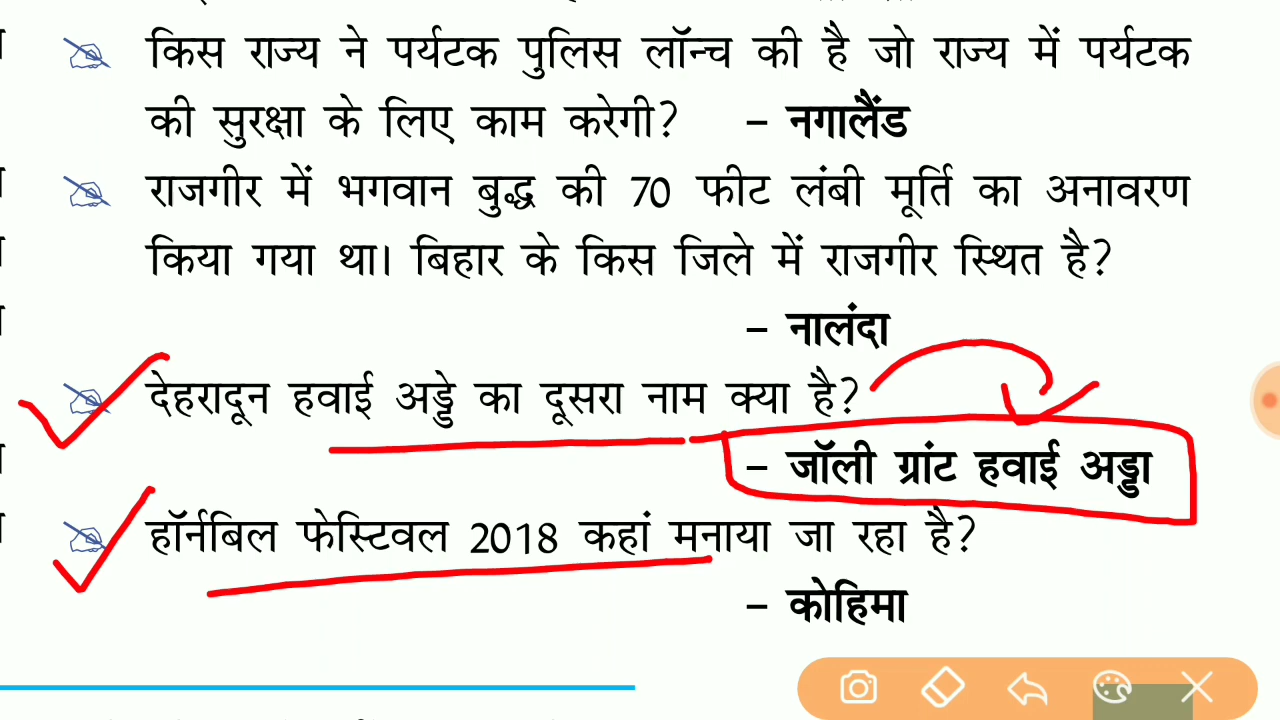 किस राज्य ने पर्यटक पुलिस लॉन्च की है जो राज्य में पर्यटक
की सुरक्षा के लिए काम करेगी? – नगालैंड
राजगीर में भगवान बुद्ध की 70 फीट लंबी मूर्ति का अनावरण
किया गया था। बिहार के किस जिले में राजगीर स्थित है?
– नालंदा
देहरादून हवाई अड्डे का दूसरा नाम क्या है?
– जॉली ग्रांट हवाई अड्डा
हॉर्नबिल फेस्टिवल 2018 कहां मनाया जा रहा है?
– कोहिमा